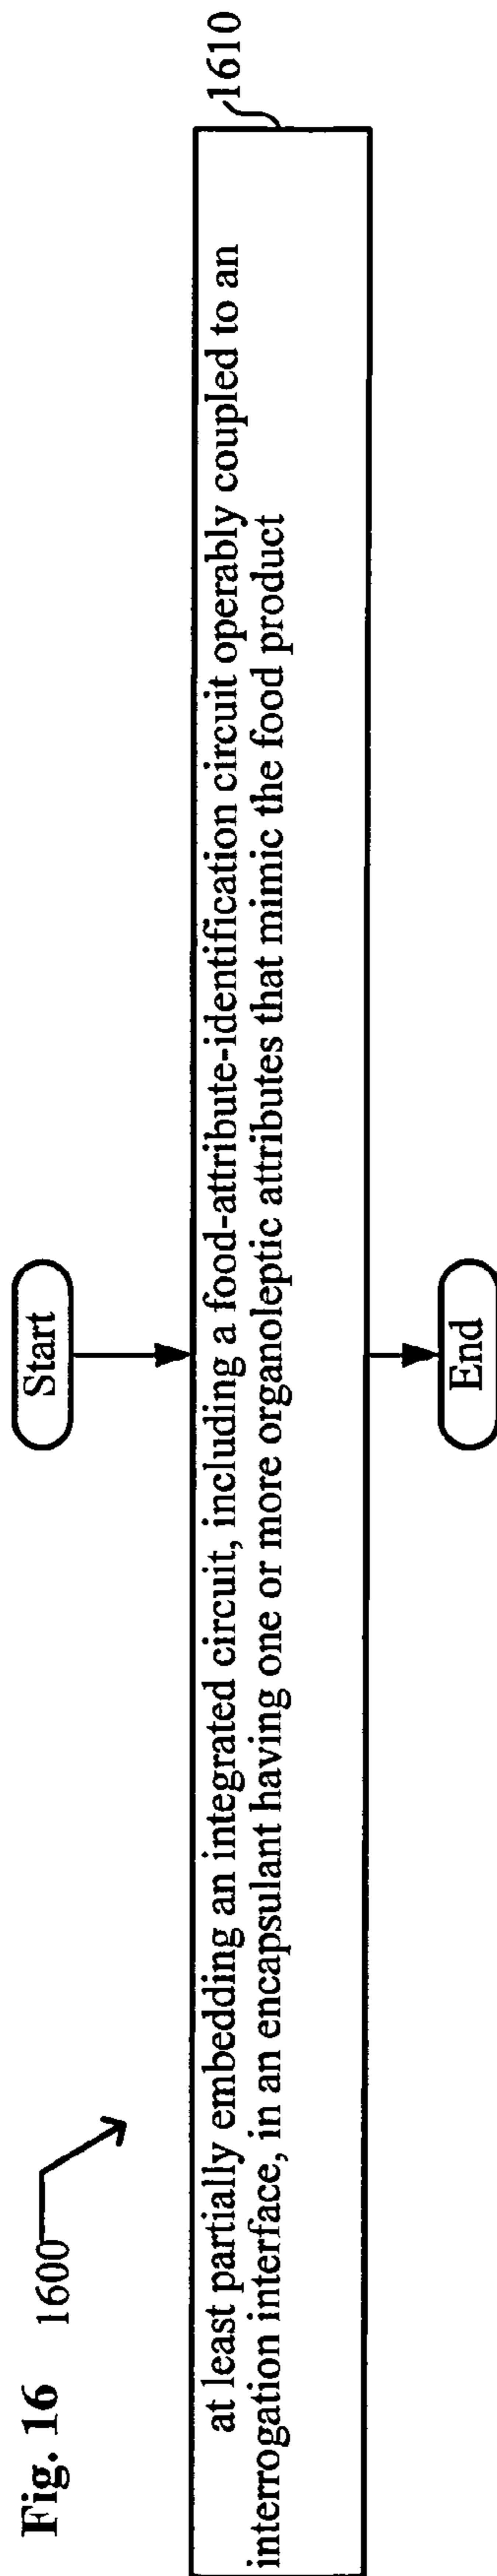 Fig. 16
1600
Start
1610
at least partially embedding an integrated circuit, including a food-attribute-identification circuit operably coupled to an
interrogation interface, in an encapsulant having one or more organoleptic attributes that mimic the food product
End